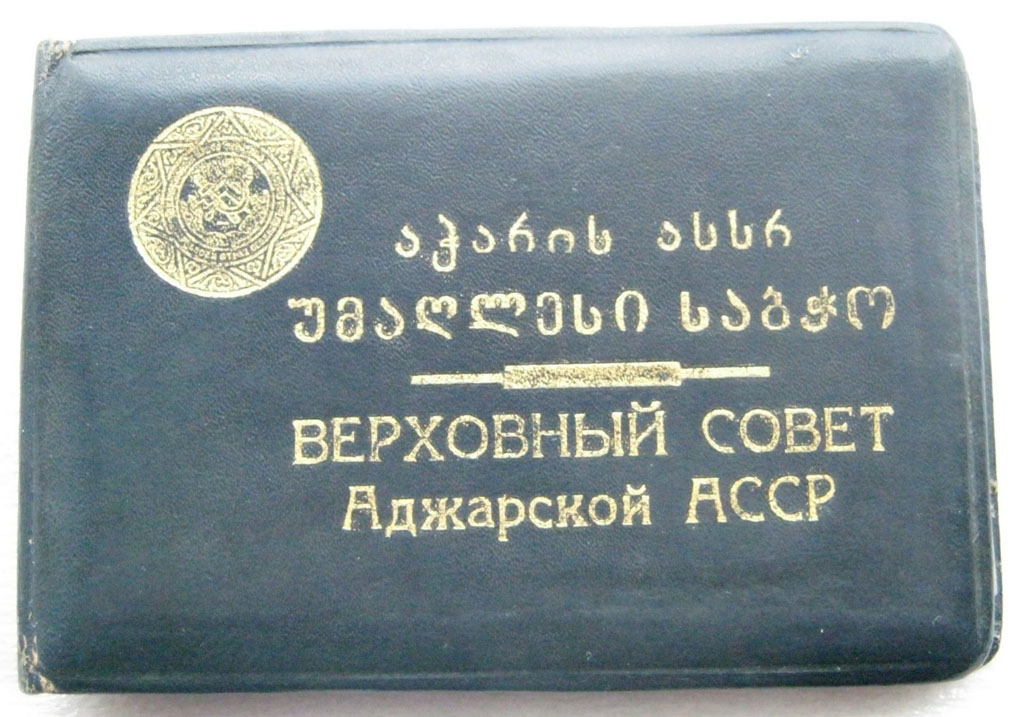 აჭარის ასსრ
უმაღლესი საბჭო
ВЕРХОВНЫЙ СОВЕТ
Аджарской АССР